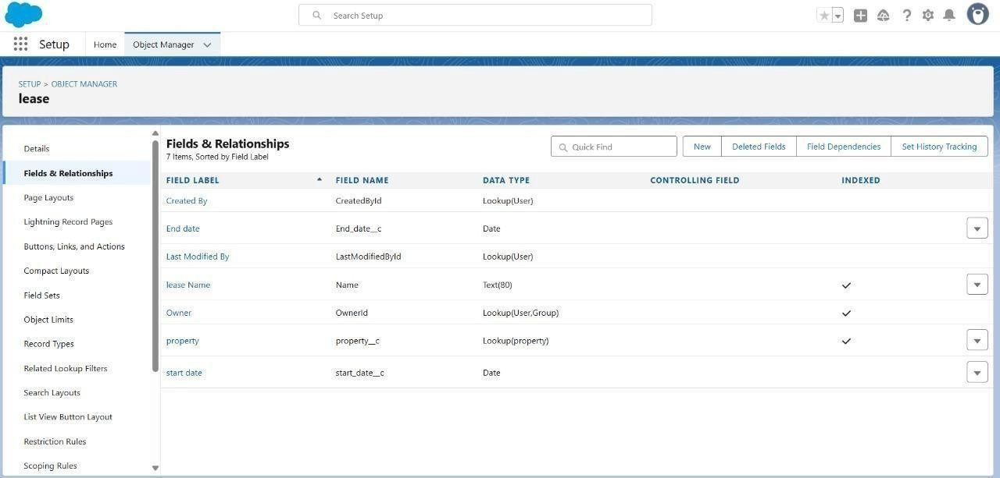 Search Setup
Setup
Home
Object Manager
SETUP > OBJECT MANAGER
lease
Details
Fields & Relationships
Page Layouts
Lightning Record Pages
Buttons, Links, and Actions
Compact Layouts
Field Sets
Object Limits
Record Types
Related Lookup Filters
Search Layouts
List View Button Layout
Restriction Rules
Scoping Rules
Fields & Relationships
7 Items, Sorted by Field Label
Quick Find
New
Deleted Fields
Field Dependencies
Set History Tracking
FIELD LABEL FIELD NAME DATA TYPE CONTROLLING FIELD INDEXED
Created By CreatedById Lookup(User)
End date End_date__c Date
Last Modified By LastModifiedById Lookup(User)
lease Name Name Text(80)
Owner OwnerId Lookup(User,Group)
property property__c Lookup(property)
start date start_date__c Date